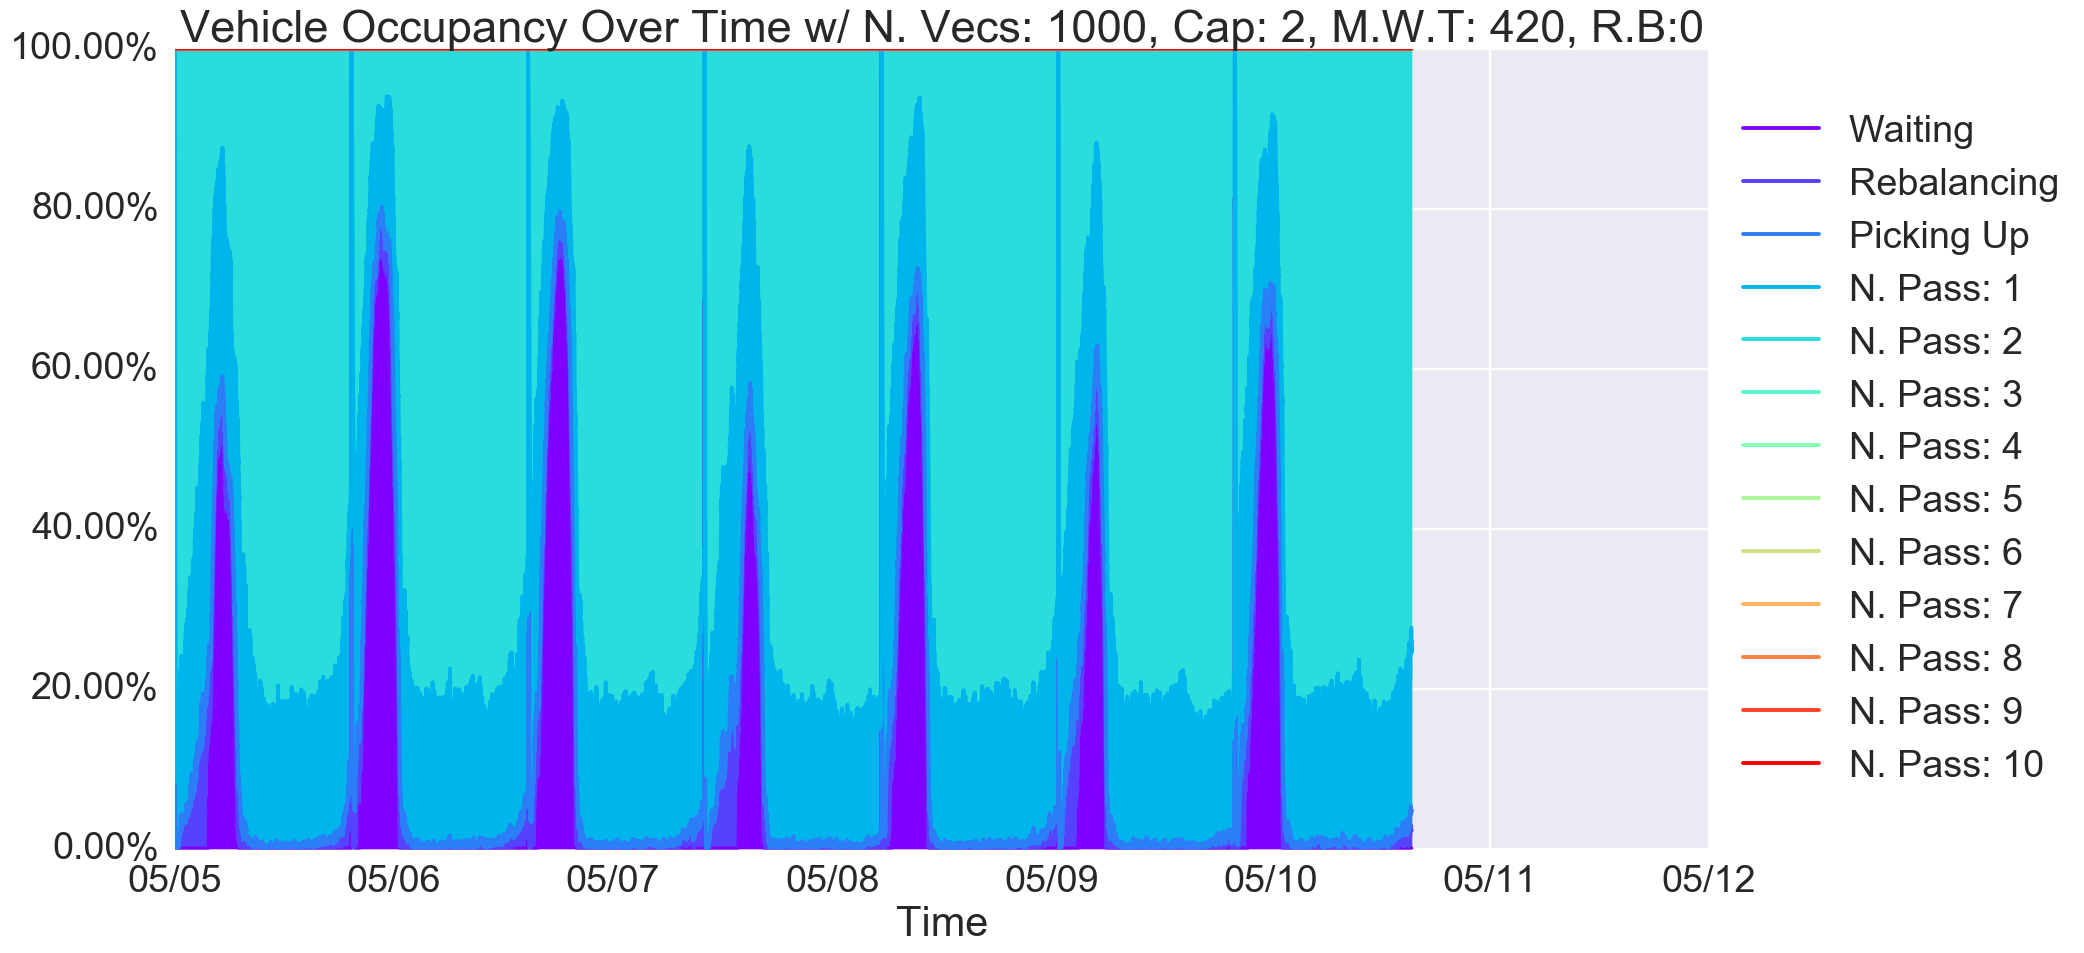 Vehicle Occupancy Over Time w/ N. Vecs: 1000, Cap: 2, M.W.T: 420, R.B:0
100.00%
80.00%
60.00%
40.00%
20.00%
0.00%
05/05 05/06 05/07 05/08 05/09 05/10 05/11 05/12
Time
Waiting
Rebalancing
Picking Up
N. Pass: 1
N. Pass: 2
N. Pass: 3
N. Pass: 4
N. Pass: 5
N. Pass: 6
N. Pass: 7
N. Pass: 8
N. Pass: 9
N. Pass: 10